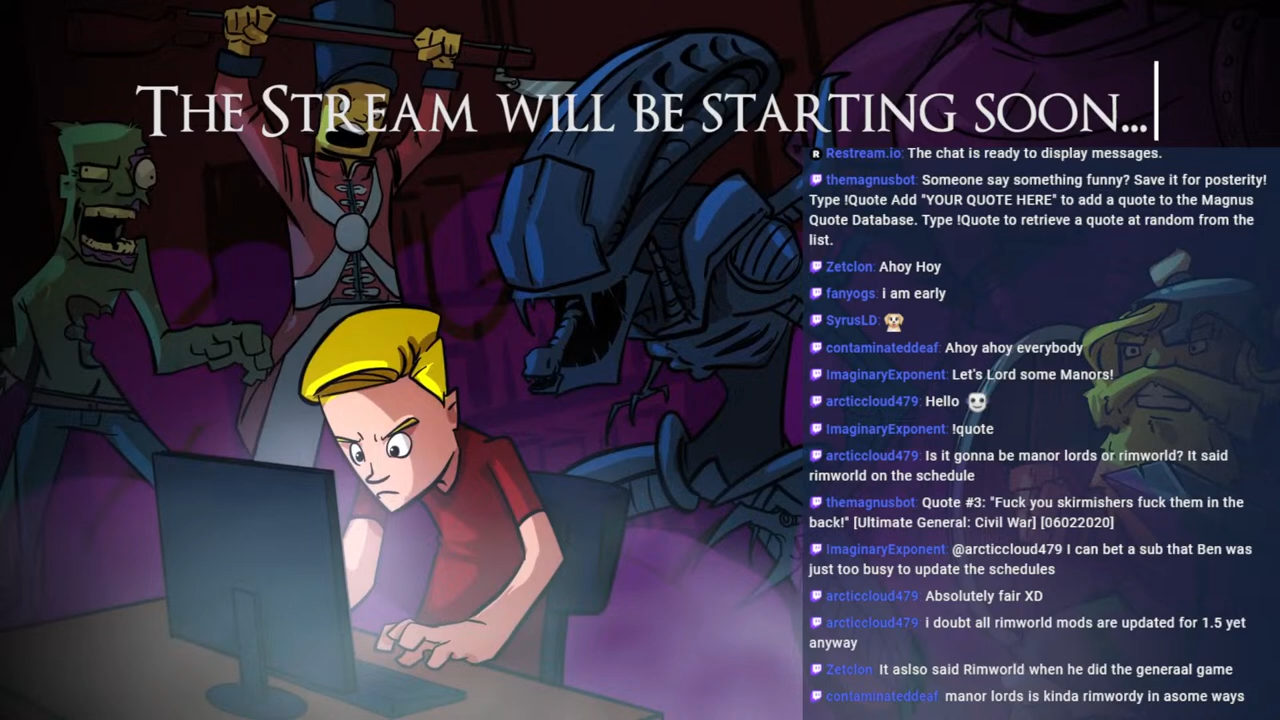 The Stream will be starting soon...
Restream.io: The chat is ready to display messages.
themagnusbot: Someone say something funny? Save it for posterity!
Type !Quote Add "YOUR QUOTE HERE" to add a quote to the Magnus
Quote Database. Type !Quote to retrieve a quote at random from the
list.
Zetclon: Ahoy Hoy
fanyogs: i am early
SyrusLD:
contaminateddeaf: Ahoy ahoy everybody
ImaginaryExponent: Let's Lord some Manors!
arcticcloud479: Hello
ImaginaryExponent: !quote
arcticcloud479: Is it gonna be manor lords or rimworld? It said
rimworld on the schedule
themagnusbot: Quote #3: "Fuck you skirmishers fuck them in the
back!" [Ultimate General: Civil War] [06022020]
ImaginaryExponent: @arcticcloud479 I can bet a sub that Ben was
just too busy to update the schedules
arcticcloud479: Absolutely fair XD
arcticcloud479: i doubt all rimworld mods are updated for 1.5 yet
anyway
Zetclon: It aslso said Rimworld when he did the generaal game
contaminateddeaf: manor lords is kinda rimwordy in asome ways